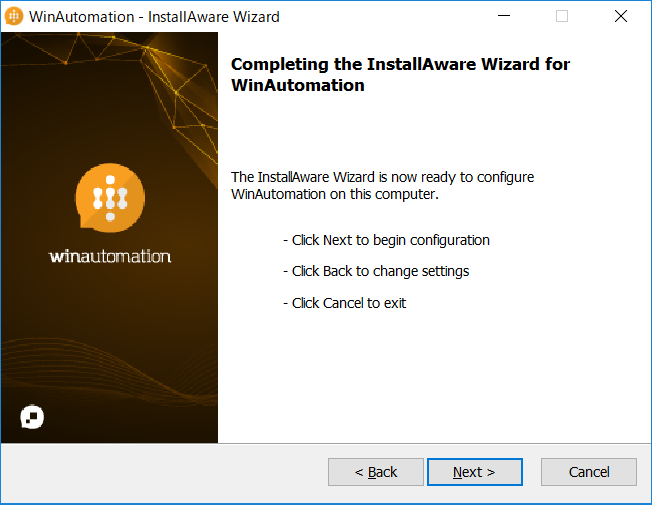 WinAutomation - InstallAware Wizard
Completing the InstallAware Wizard for
WinAutomation
The InstallAware Wizard is now ready to configure
WinAutomation on this computer.
- Click Next to begin configuration
- Click Back to change settings
- Click Cancel to exit
winautomation
< Back
Next >
Cancel